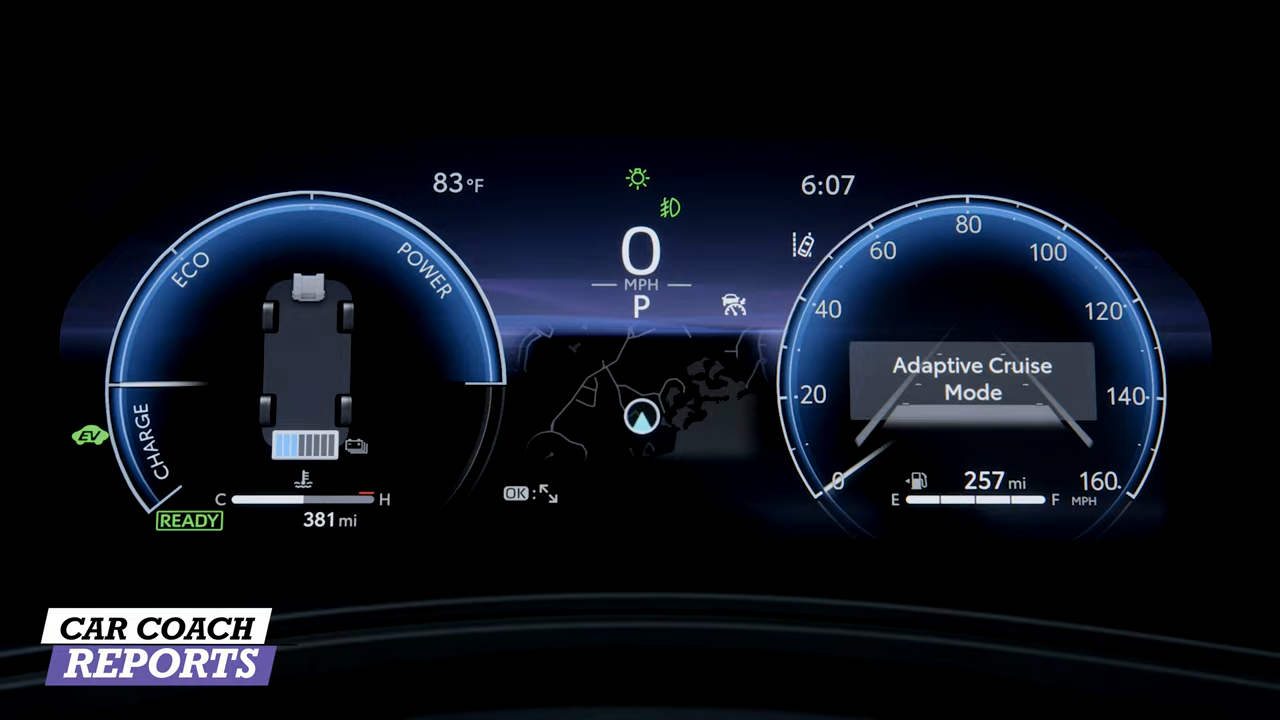 83°F
6:07
ECO
POWER
CHARGE
EV
READY
C
H
381 mi
0
MPH
P
OK :
0
20
40
60
80
100
120
140
160
MPH
Adaptive Cruise
Mode
257 mi
E
F
CAR COACH
REPORTS